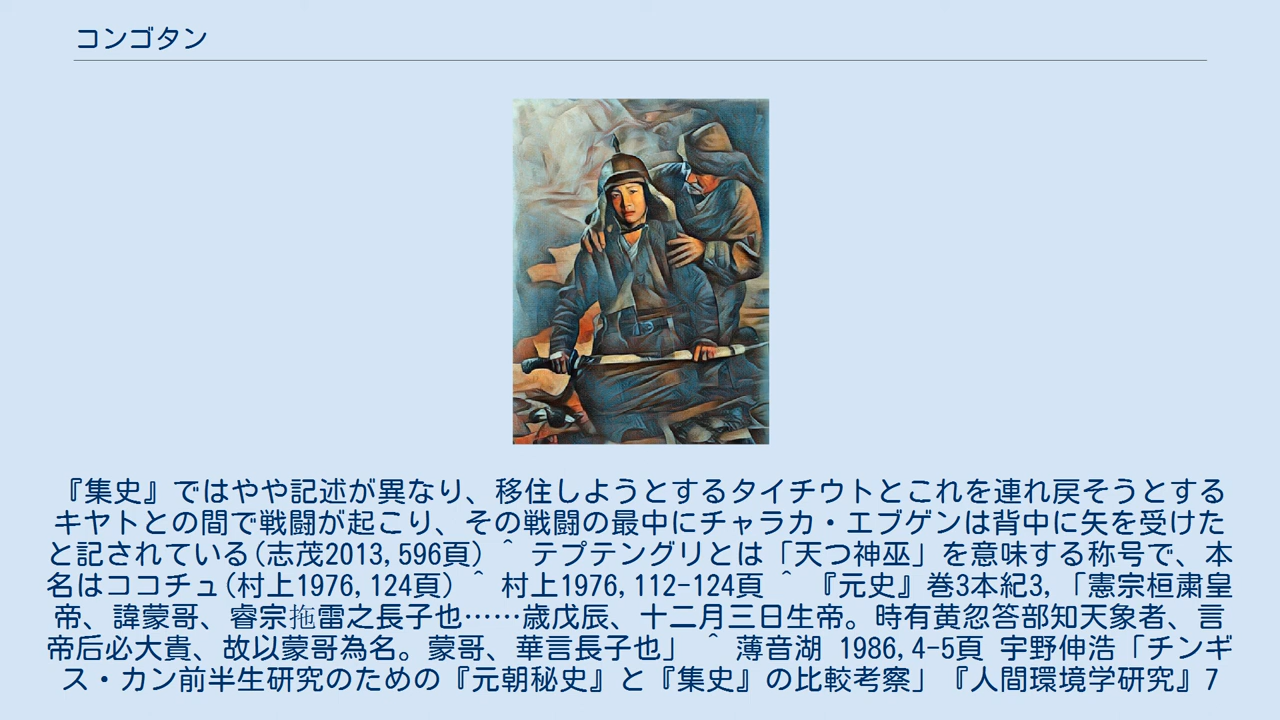 コンゴタン
『集史』ではやや記述が異なり、移住しようとするタイチウトとこれを連れ戻そうとする
キヤトとの間で戦闘が起こり、その戦闘の最中にチャラカ・エブゲンは背中に矢を受けた
と記されている(志茂2013,596頁) ^ テプテングリとは「天つ神巫」を意味する称号で、本
名はココチュ(村上1976,124頁) ^ 村上1976,112-124頁 ^ 『元史』巻3本紀3,「憲宗桓粛皇
帝、諱蒙哥、睿宗拖雷之長子也……歳戊辰、十二月三日生帝。時有黄忽答部知天象者、言
帝后必大貴、故以蒙哥為名。蒙哥、華言長子也」 ^ 薄音湖 1986,4-5頁 宇野伸浩「チンギ
ス・カン前半生研究のための『元朝秘史』と『集史』の比較考察」『人間環境学研究』7